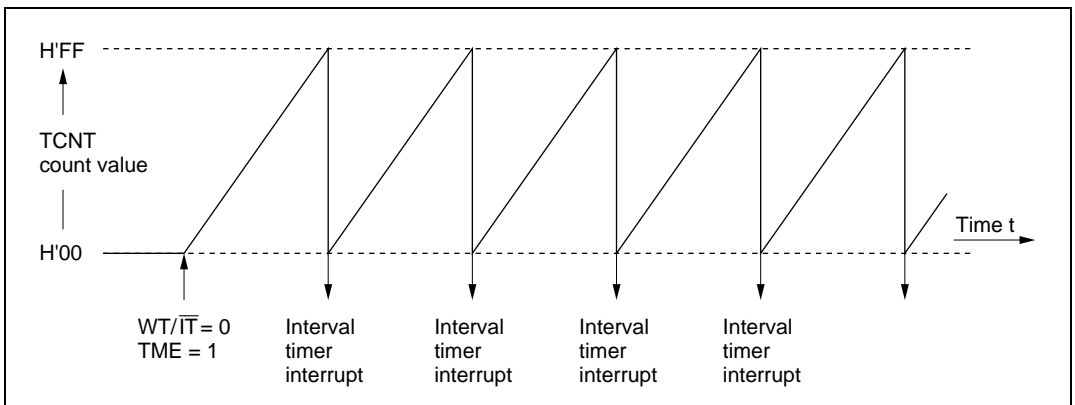 H'FF
TCNT
count value
H'00
Time t
WT/I̅T̅ = 0
TME = 1
Interval
timer
interrupt
Interval
timer
interrupt
Interval
timer
interrupt
Interval
timer
interrupt